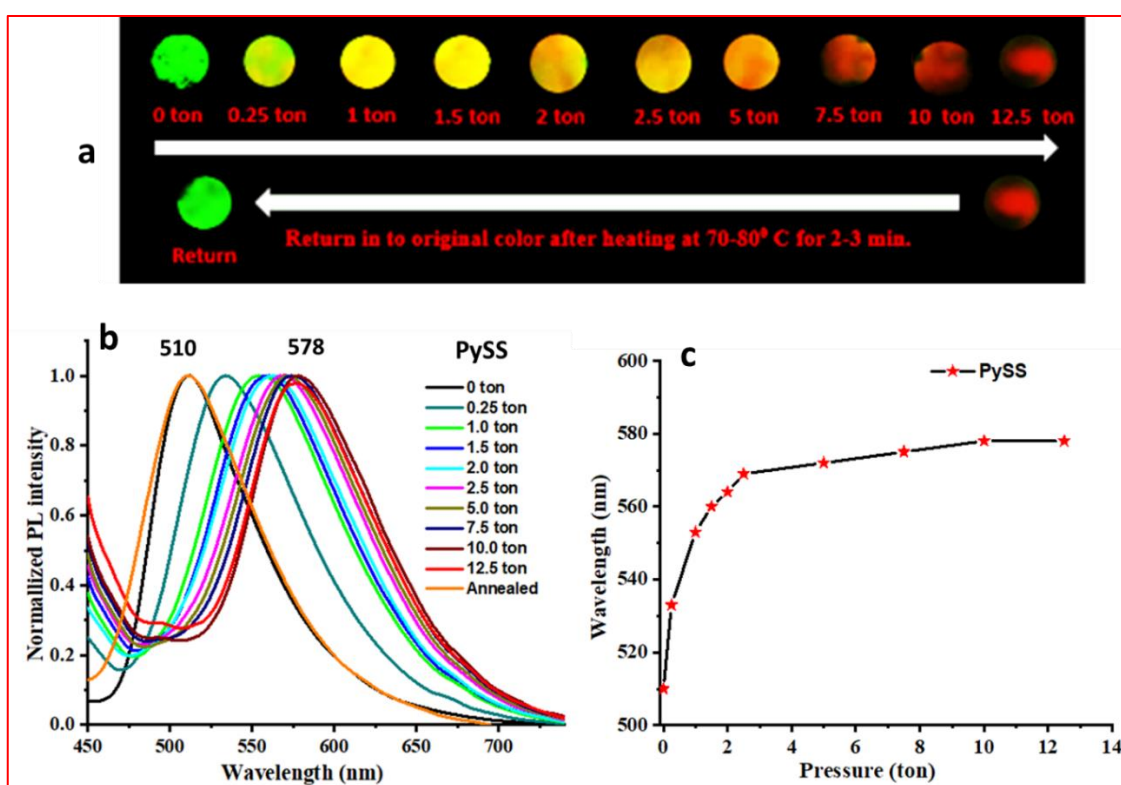 0 ton 0.25 ton 1 ton 1.5 ton 2 ton 2.5 ton 5 ton 7.5 ton 10 ton 12.5 ton
a
Return in to original color after heating at 70-80⁰ C for 2-3 min.
Return
b
510
578
PySS
0 ton
0.25 ton
1.0 ton
1.5 ton
2.0 ton
2.5 ton
5.0 ton
7.5 ton
10.0 ton
12.5 ton
Annealed
Normallized PL intensity
1.0
0.8
0.6
0.4
0.2
0.0
450 500 550 600 650 700
Wavelength (nm)
c
PySS
Wavelength (nm)
600
580
560
540
520
500
0 2 4 6 8 10 12 14
Pressure (ton)